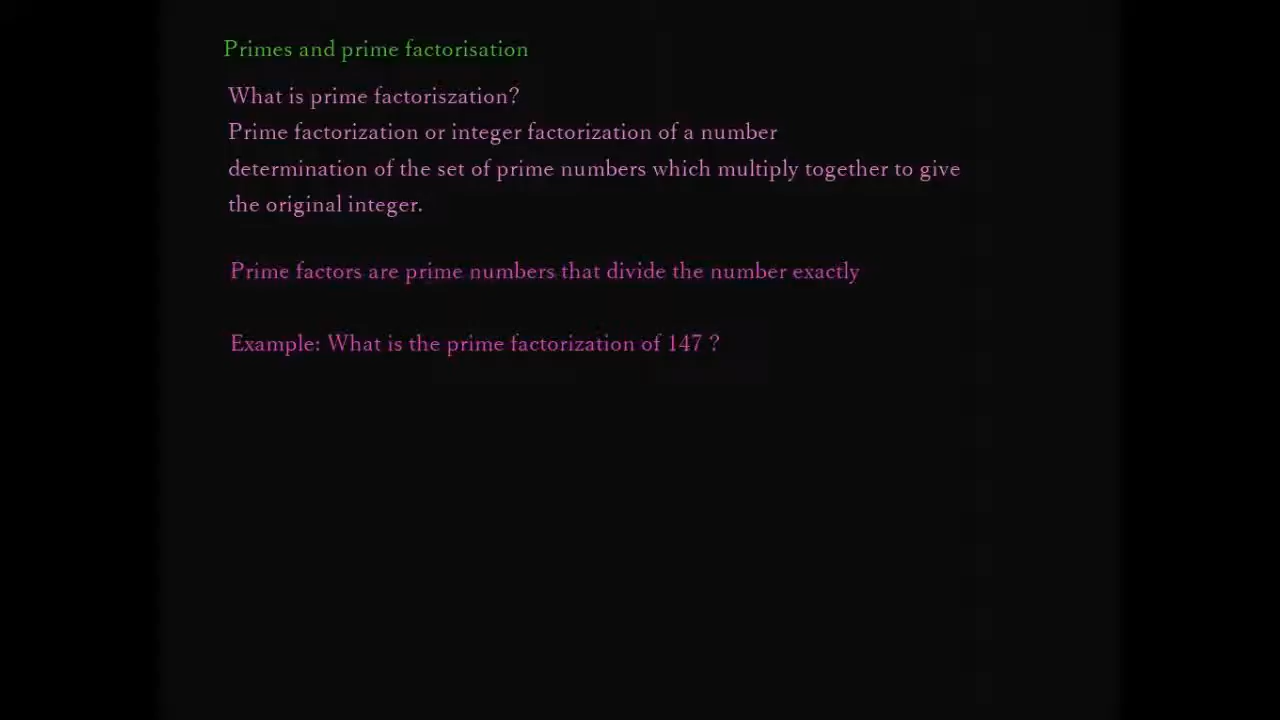 Primes and prime factorisation
What is prime factoriszation?
Prime factorization or integer factorization of a number
determination of the set of prime numbers which multiply together to give
the original integer.
Prime factors are prime numbers that divide the number exactly
Example: What is the prime factorization of 147 ?